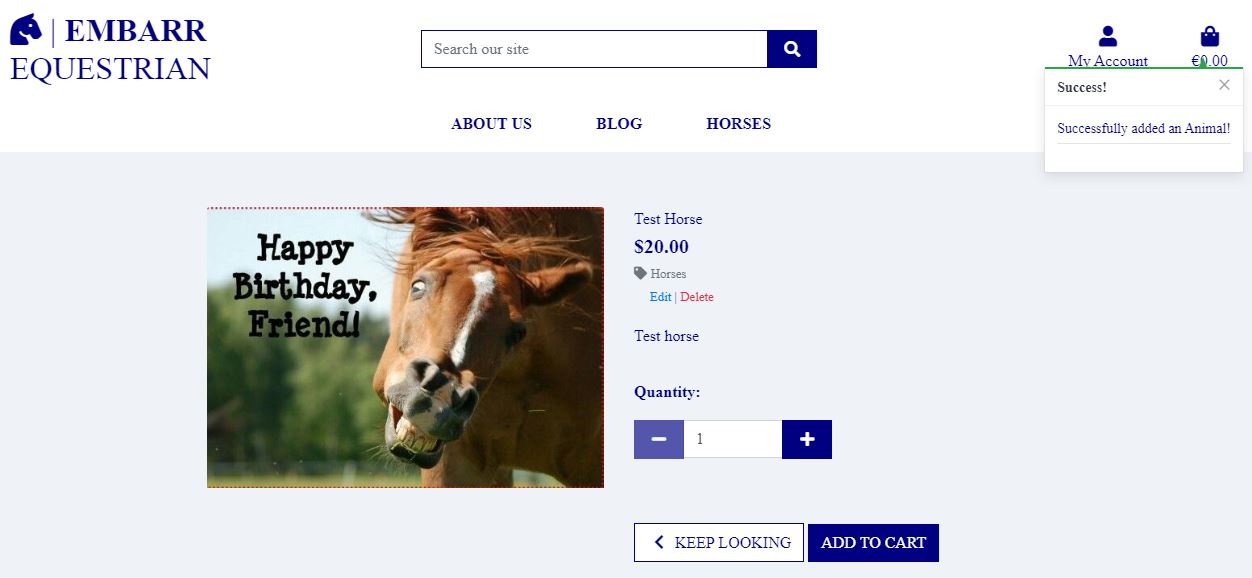 | EMBARR
EQUESTRIAN
Search our site
My Account
€0.00
Success!
Successfully added an Animal!
ABOUT US
BLOG
HORSES
Happy
Birthday,
Friend!
Test Horse
$20.00
Horses
Edit | Delete
Test horse
Quantity:
1
KEEP LOOKING
ADD TO CART